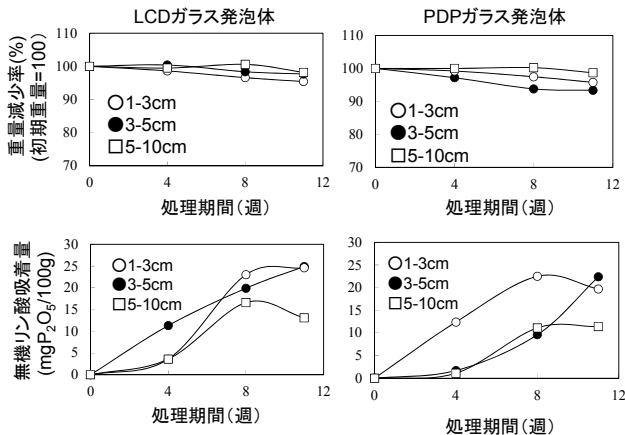 LCDガラス発泡体
PDPガラス発泡体
重量減少率(%)
(初期重量=100)
110
100
90
80
70
○1-3cm
●3-5cm
□5-10cm
0
4
8
12
処理期間(週)
110
100
90
80
70
○1-3cm
●3-5cm
□5-10cm
0
4
8
12
処理期間(週)
無機リン酸吸着量
(mgP₂O₅/100g)
30
25
20
15
10
5
0
○1-3cm
●3-5cm
□5-10cm
0
4
8
12
処理期間(週)
30
25
20
15
10
5
0
○1-3cm
●3-5cm
□5-10cm
0
4
8
12
処理期間(週)